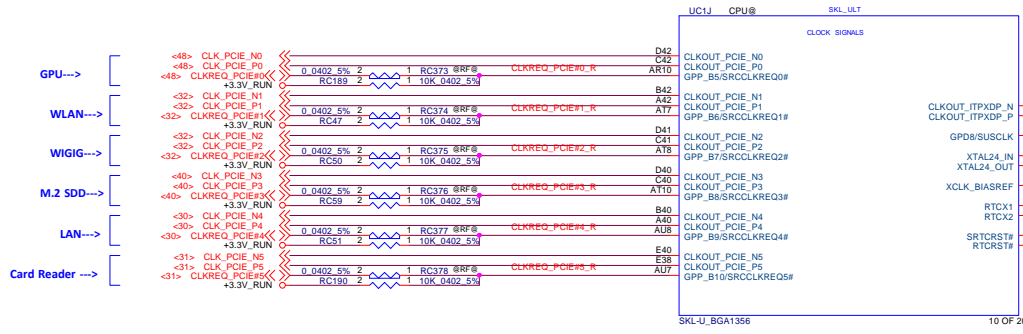 UC1J CPU@ SKL_ULT
CLOCK SIGNALS
GPU--->
<48> CLK_PCIE_N0 D42 CLKOUT_PCIE_N0
<48> CLK_PCIE_P0 C42 CLKOUT_PCIE_P0
<48> CLKREQ_PCIE#0 0_0402_5% 2 1 RC373 @RF@ CLKREQ_PCIE#0_R AR10 GPP_B5/SRCCLKREQ0#
+3.3V_RUN RC189 2 1 10K_0402_5%
WLAN--->
<32> CLK_PCIE_N1 B42 CLKOUT_PCIE_N1
<32> CLK_PCIE_P1 A42 CLKOUT_PCIE_P1
<32> CLKREQ_PCIE#1 0_0402_5% 2 1 RC374 @RF@ CLKREQ_PCIE#1_R AT7 GPP_B6/SRCCLKREQ1#
+3.3V_RUN RC47 2 1 10K_0402_5%
WIGIG--->
<32> CLK_PCIE_N2 D41 CLKOUT_PCIE_N2
<32> CLK_PCIE_P2 C41 CLKOUT_PCIE_P2
<32> CLKREQ_PCIE#2 0_0402_5% 2 1 RC375 @RF@ CLKREQ_PCIE#2_R AT8 GPP_B7/SRCCLKREQ2#
+3.3V_RUN RC50 2 1 10K_0402_5%
M.2 SDD--->
<40> CLK_PCIE_N3 D40 CLKOUT_PCIE_N3
<40> CLK_PCIE_P3 C40 CLKOUT_PCIE_P3
<40> CLKREQ_PCIE#3 0_0402_5% 2 1 RC376 @RF@ CLKREQ_PCIE#3_R AT10 GPP_B8/SRCCLKREQ3#
+3.3V_RUN RC59 2 1 10K_0402_5%
LAN--->
<30> CLK_PCIE_N4 B40 CLKOUT_PCIE_N4
<30> CLK_PCIE_P4 A40 CLKOUT_PCIE_P4
<30> CLKREQ_PCIE#4 0_0402_5% 2 1 RC377 @RF@ CLKREQ_PCIE#4_R AU8 GPP_B9/SRCCLKREQ4#
+3.3V_RUN RC51 2 1 10K_0402_5%
Card Reader --->
<31> CLK_PCIE_N5 E40 CLKOUT_PCIE_N5
<31> CLK_PCIE_P5 E38 CLKOUT_PCIE_P5
<31> CLKREQ_PCIE#5 0_0402_5% 2 1 RC378 @RF@ CLKREQ_PCIE#5_R AU7 GPP_B10/SRCCLKREQ5#
+3.3V_RUN RC190 2 1 10K_0402_5%
CLKOUT_ITPXDP_N
CLKOUT_ITPXDP_P
GPD8/SUSCLK
XTAL24_IN
XTAL24_OUT
XCLK_BIASREF
RTCX1
RTCX2
SRTCRST#
RTCRST#
SKL-U_BGA1356 10 OF